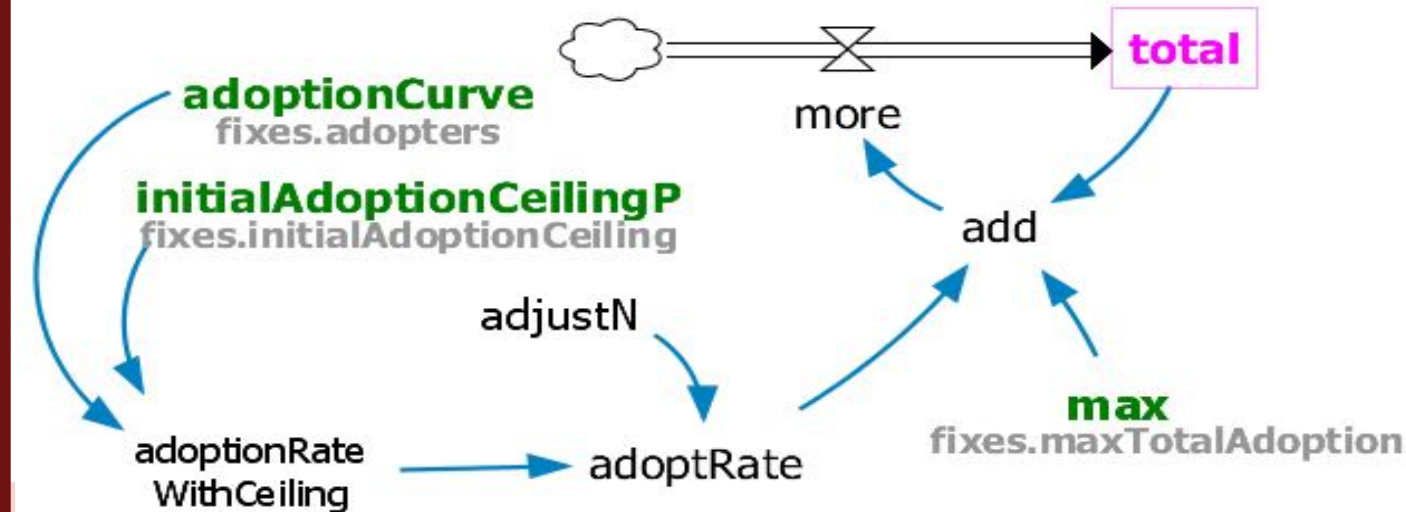 total
adoptionCurve
fixes.adopters
more
initialAdoptionCeilingP
fixes.initialAdoptionCeiling
add
adjustN
max
fixes.maxTotalAdoption
adoptionRate
WithCeiling
adoptRate